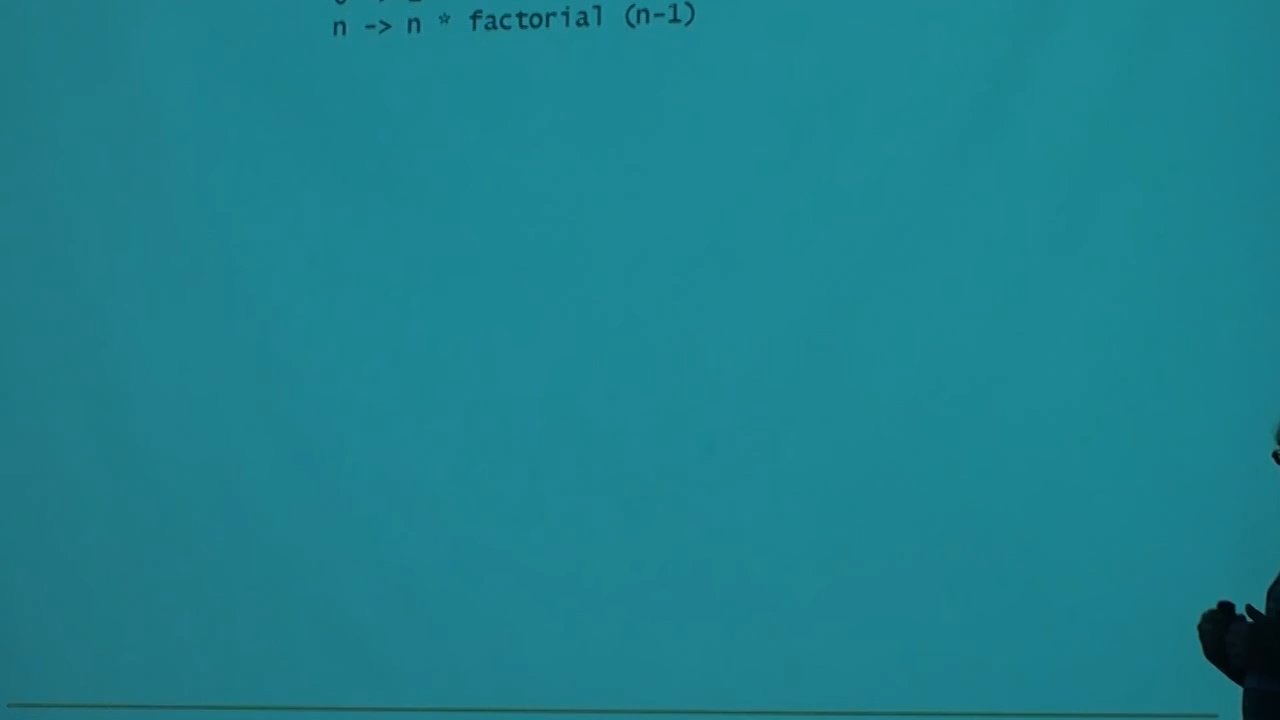 n -> n * factorial (n-1)